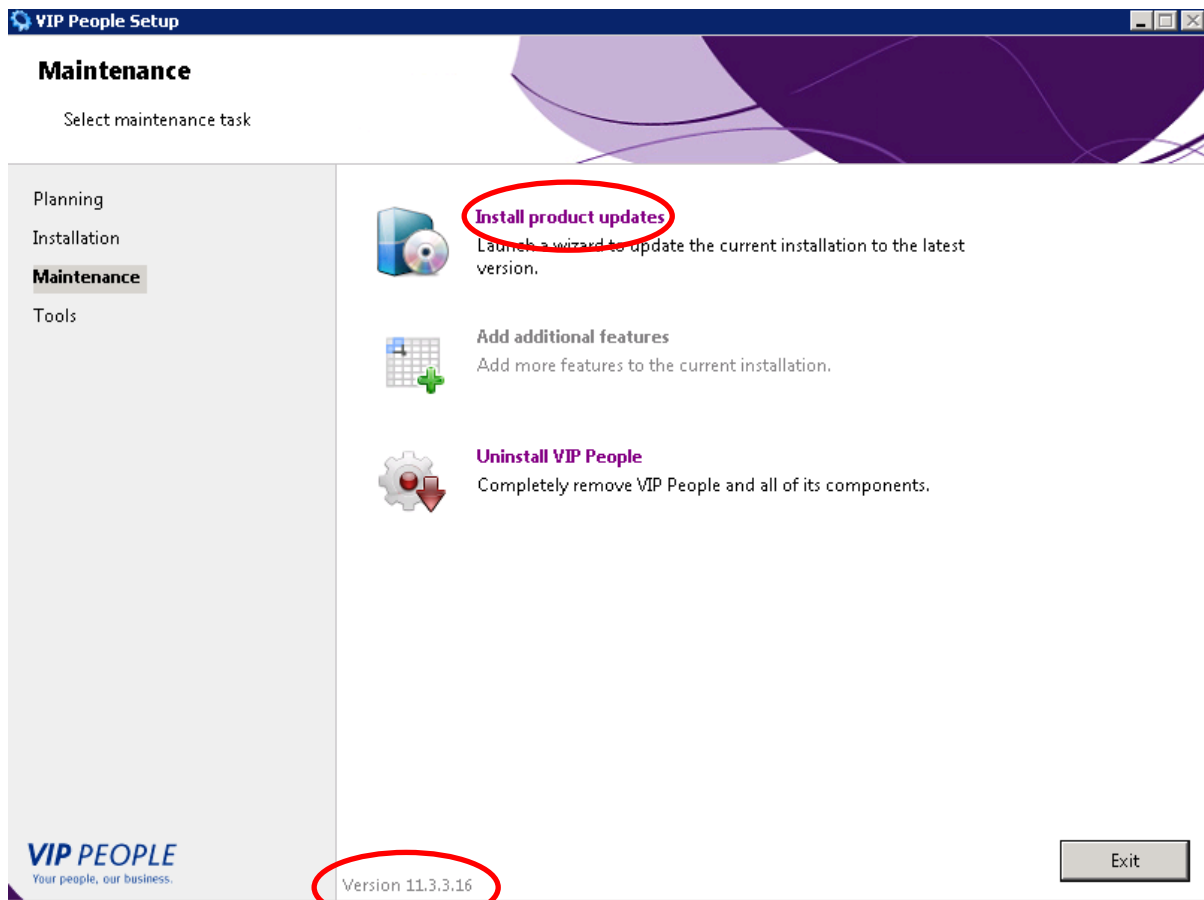 VIP People Setup
Maintenance
Select maintenance task
Planning
Installation
Maintenance
Tools
Install product updates
Launch a wizard to update the current installation to the latest
version.
Add additional features
Add more features to the current installation.
Uninstall VIP People
Completely remove VIP People and all of its components.
VIP PEOPLE
Your people, our business.
Version 11.3.3.16
Exit